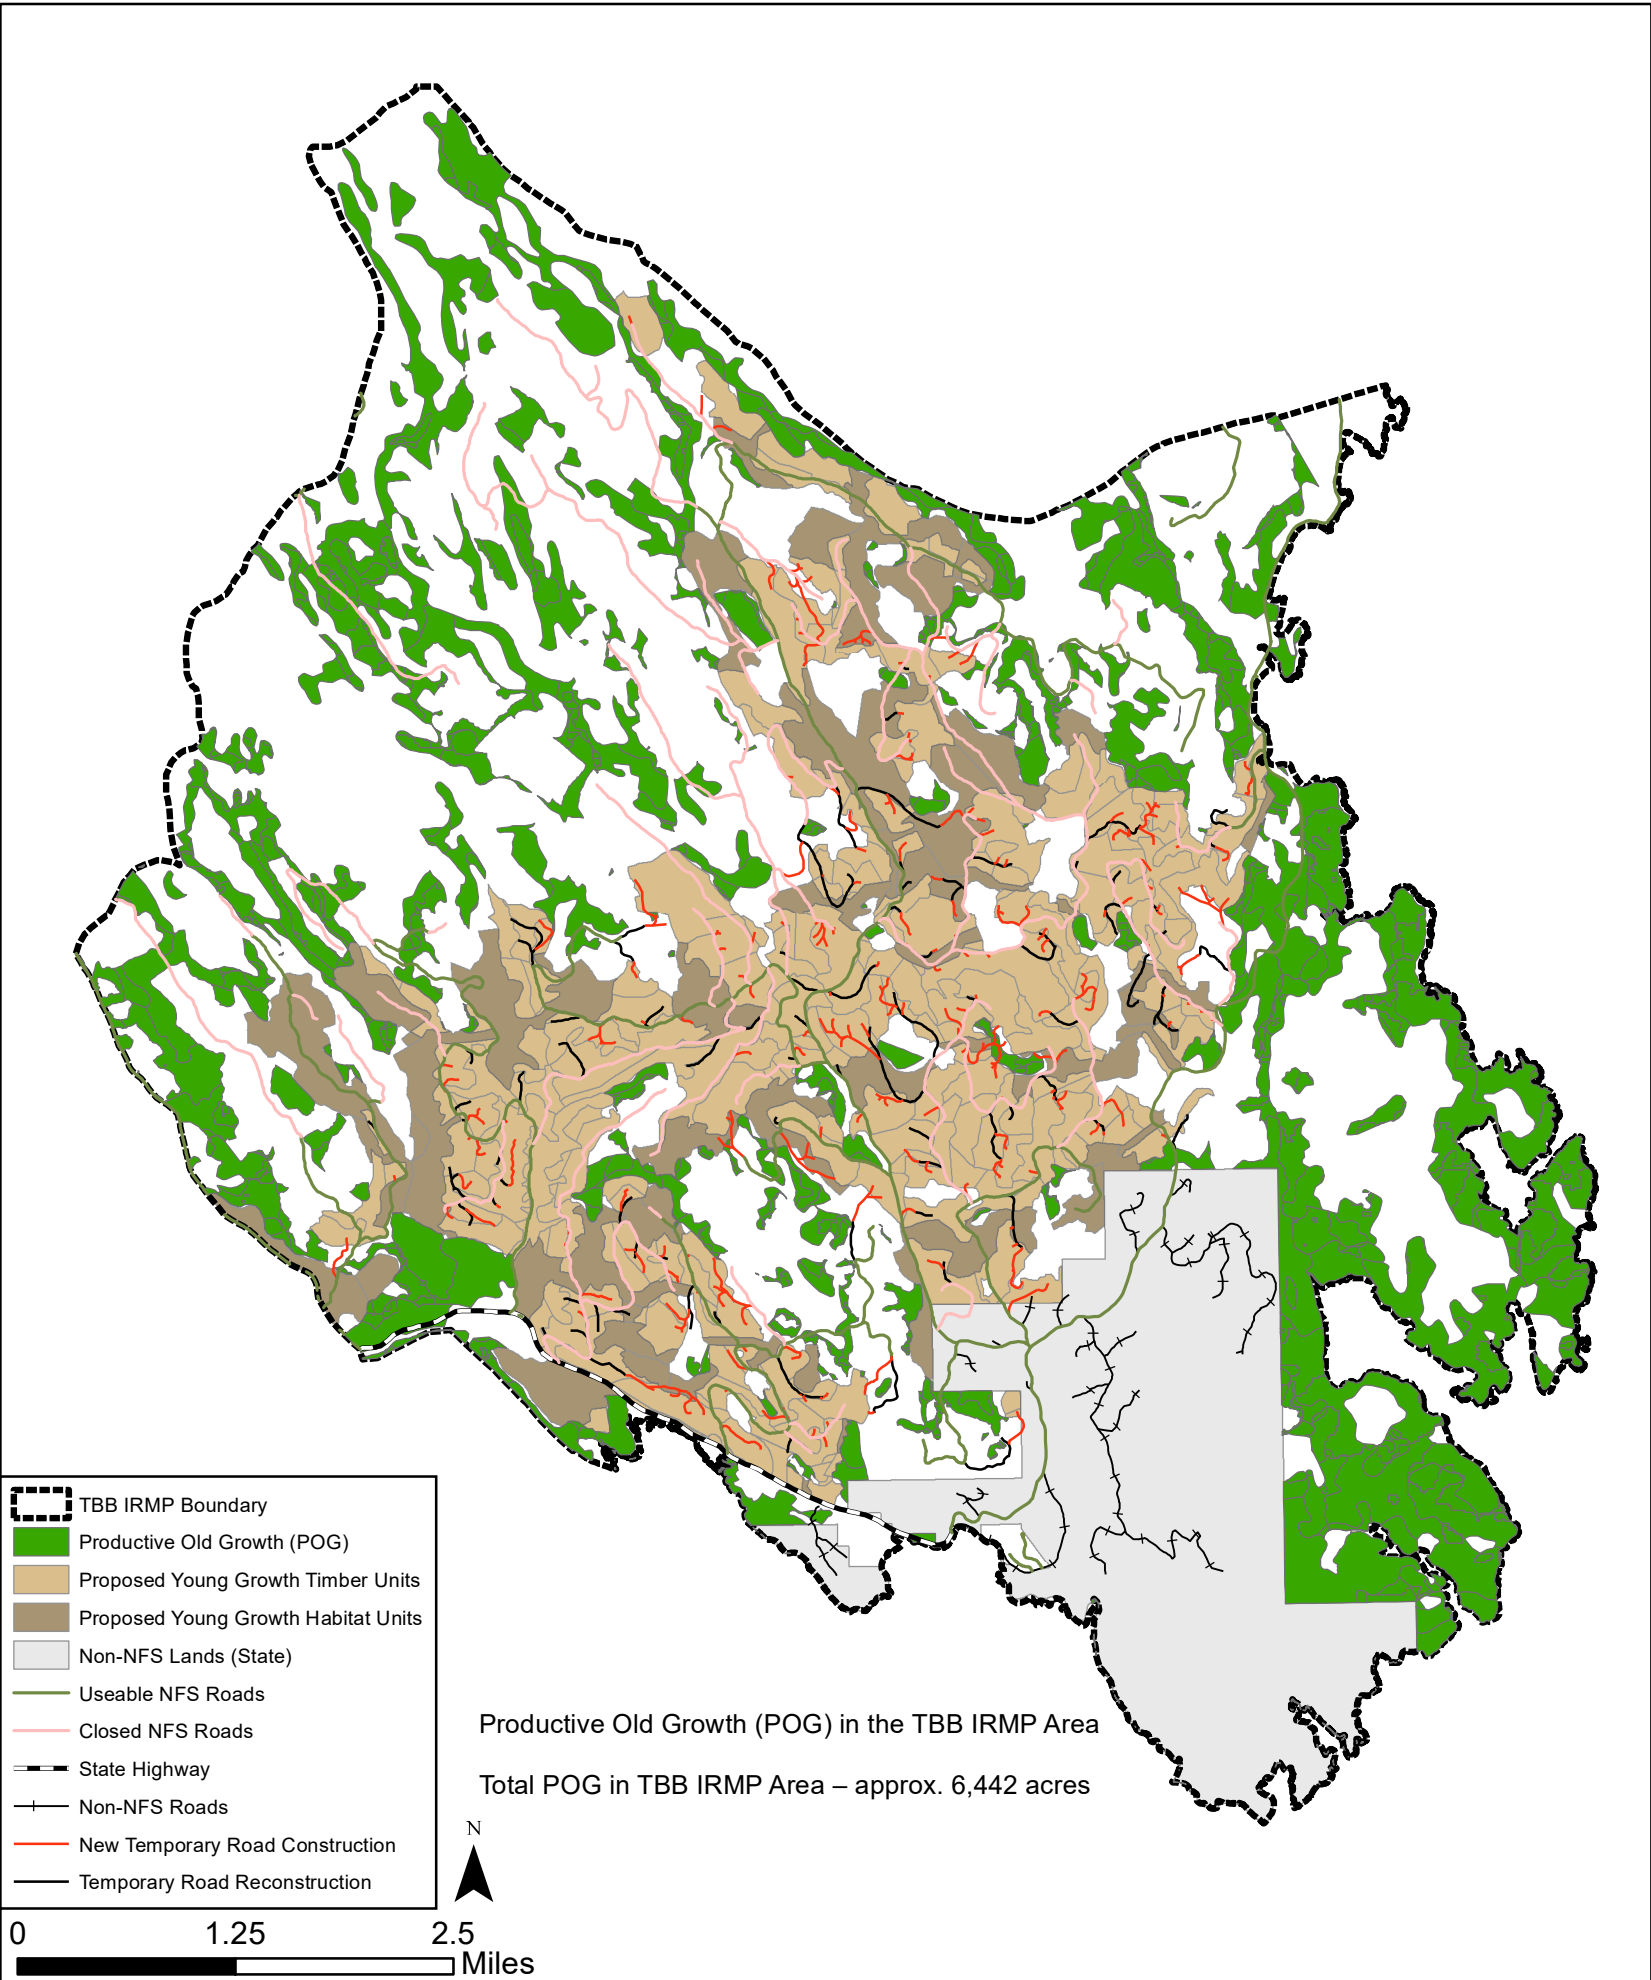 TBB IRMP Boundary
Productive Old Growth (POG)
Proposed Young Growth Timber Units
Proposed Young Growth Habitat Units
Non-NFS Lands (State)
Useable NFS Roads
Closed NFS Roads
State Highway
Non-NFS Roads
New Temporary Road Construction
Temporary Road Reconstruction
Productive Old Growth (POG) in the TBB IRMP Area
Total POG in TBB IRMP Area – approx. 6,442 acres
N
0 1.25 2.5
Miles